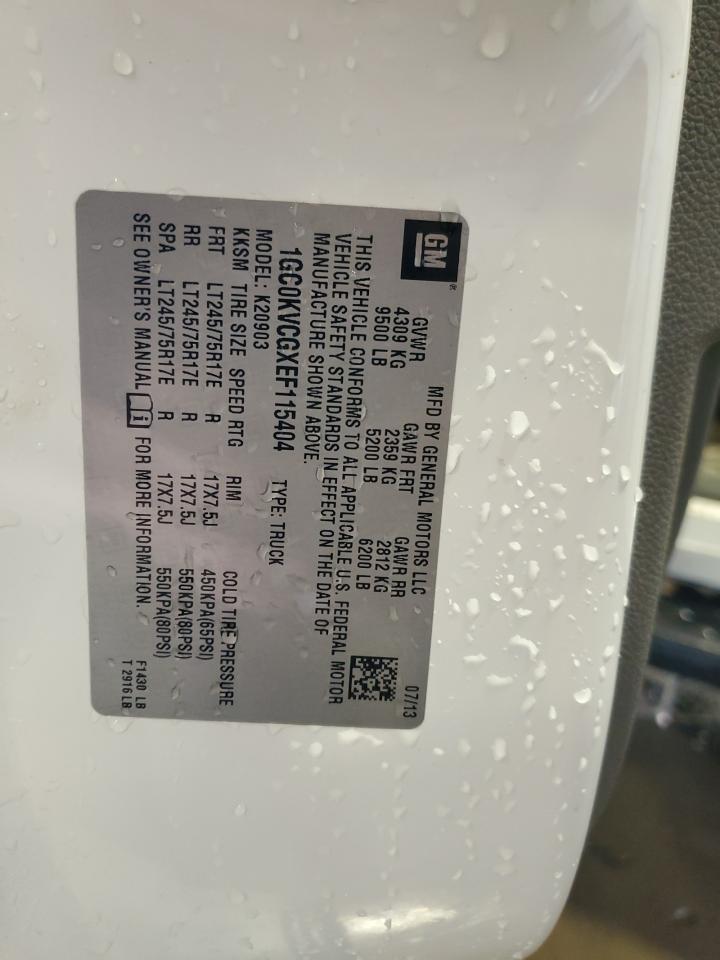 GM®
MFD BY GENERAL MOTORS LLC 07/13
GVWR GAWR FRT GAWR RR
4309 KG 2359 KG 2812 KG
9500 LB 5200 LB 6200 LB
THIS VEHICLE CONFORMS TO ALL APPLICABLE U.S. FEDERAL MOTOR
VEHICLE SAFETY STANDARDS IN EFFECT ON THE DATE OF
MANUFACTURE SHOWN ABOVE.
1GC0KVCGXEF115404 TYPE: TRUCK
MODEL: K20903
KKSM TIRE SIZE SPEED RTG RIM COLD TIRE PRESSURE
FRT LT245/75R17E R 17X7.5J 450KPA(65PSI)
RR LT245/75R17E R 17X7.5J 550KPA(80PSI)
SPA LT245/75R17E R 17X7.5J 550KPA(80PSI)
SEE OWNER'S MANUAL i FOR MORE INFORMATION.
F1430 LB
T 2916 LB